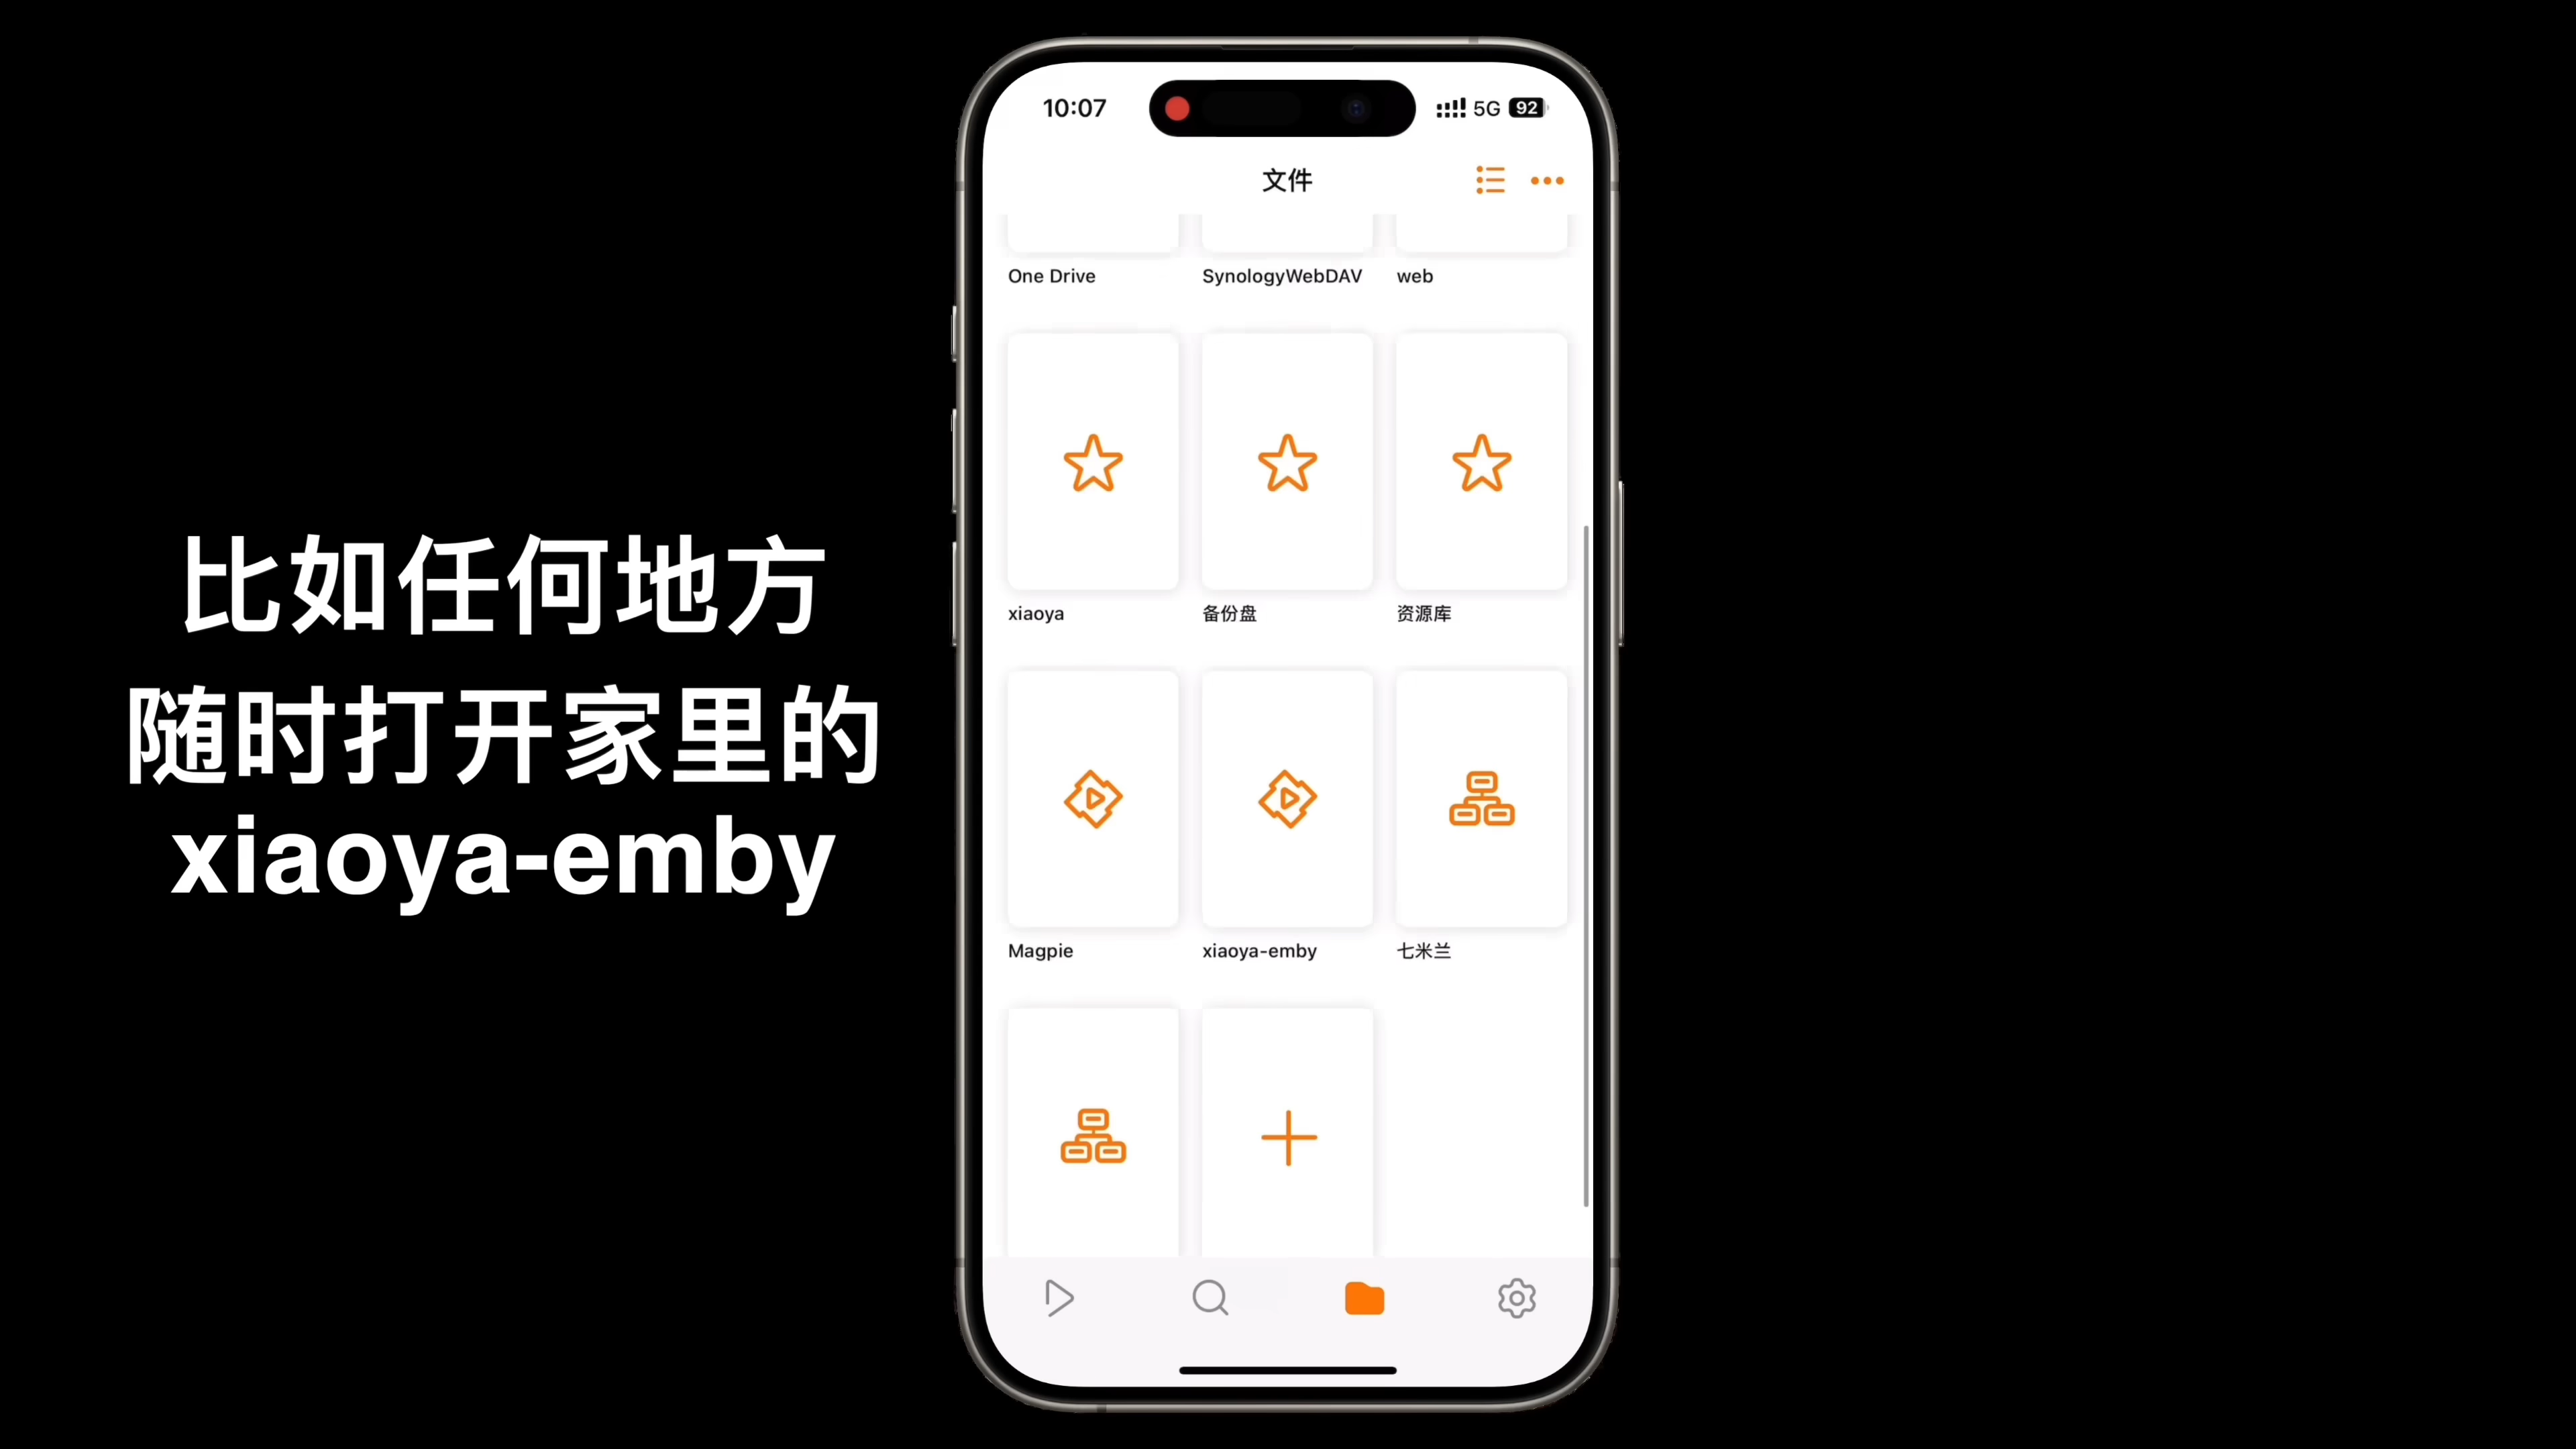 比如任何地方
随时打开家里的
xiaoya-emby
10:07
5G 92
文件
One Drive
SynologyWebDAV
web
xiaoya
备份盘
资源库
Magpie
xiaoya-emby
七米兰